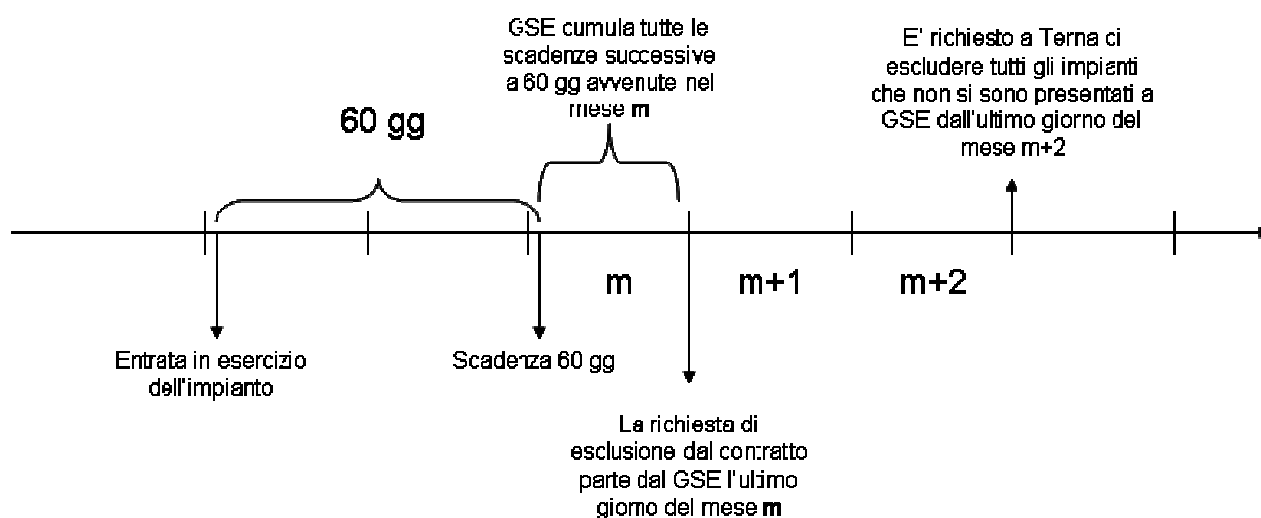 GSE cumula tutte le
scadenze successive
a 60 gg avvenute nel
mese m
E' richiesto a Terna di
escludere tutti gli impianti
che non si sono presentati a
GSE dall'ultimo giorno del
mese m+2
60 gg
m
m+1
m+2
Entrata in esercizio
dell'impianto
Scadenza 60 gg
La richiesta di
esclusione dal contratto
parte dal GSE l'ultimo
giorno del mese m